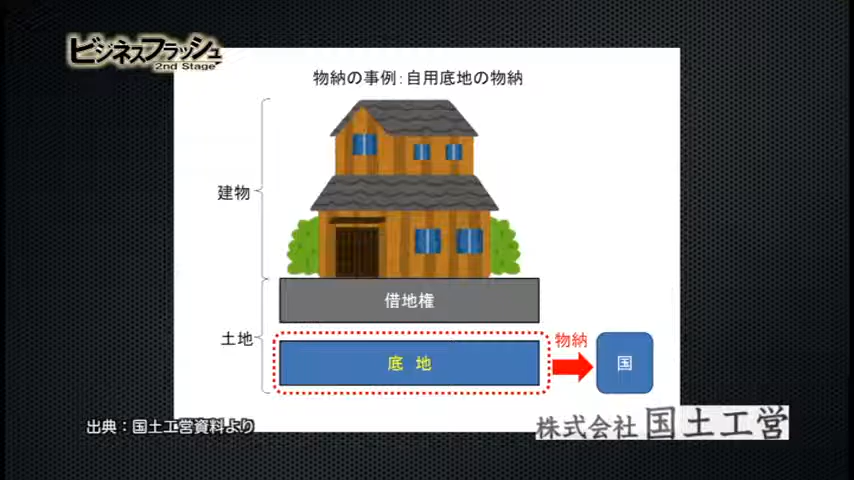 ビジネスフラッシュ
2nd Stage
物納の事例：自用底地の物納
建物
借地権
土地
底 地
物納
国
出典：国土工営資料より
株式会社 国土工営